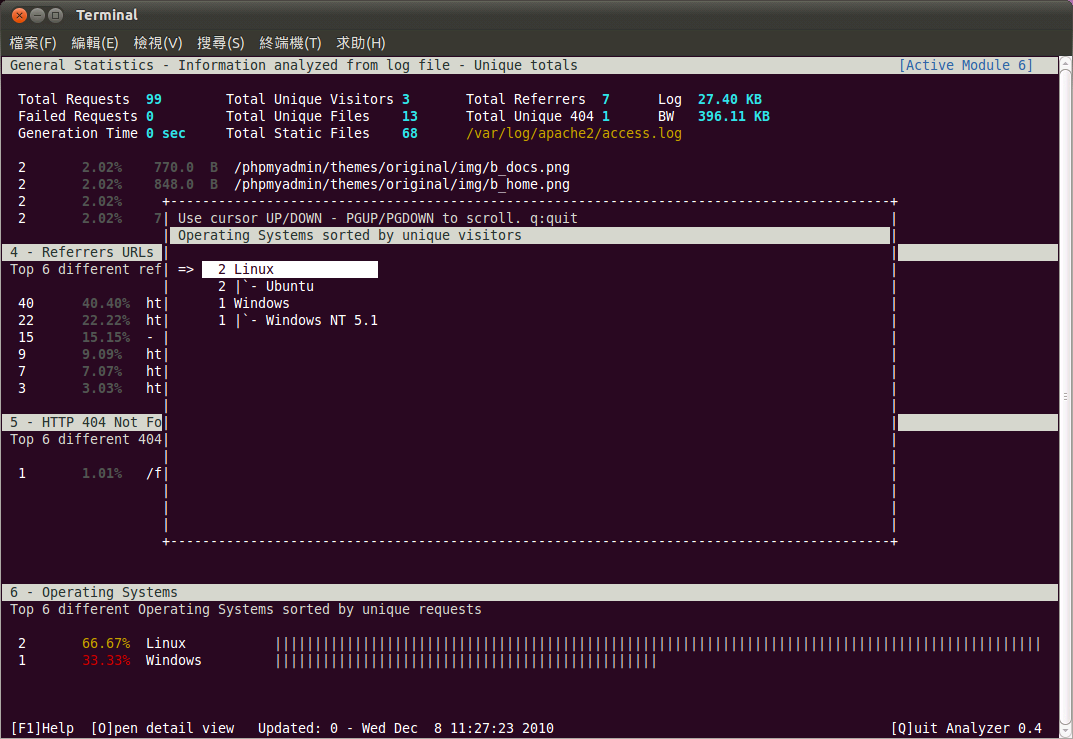 Terminal
檔案(F) 編輯(E) 檢視(V) 搜尋(S) 終端機(T) 求助(H)
General Statistics - Information analyzed from log file - Unique totals [Active Module 6]
Total Requests 99 Total Unique Visitors 3 Total Referrers 7 Log 27.40 KB
Failed Requests 0 Total Unique Files 13 Total Unique 404 1 BW 396.11 KB
Generation Time 0 sec Total Static Files 68 /var/log/apache2/access.log
2 2.02% 770.0 B /phpmyadmin/themes/original/img/b_docs.png
2 2.02% 848.0 B /phpmyadmin/themes/original/img/b_home.png
2 2.02% +------------------------------------------------------------------------------------------+
2 2.02% 7| Use cursor UP/DOWN - PGUP/PGDOWN to scroll. q:quit |
| Operating Systems sorted by unique visitors |
4 - Referrers URLs | |
Top 6 different ref| => 2 Linux |
| 2 |`- Ubuntu |
40 40.40% ht| 1 Windows |
22 22.22% ht| 1 |`- Windows NT 5.1 |
15 15.15% - | |
9 9.09% ht| |
7 7.07% ht| |
3 3.03% ht| |
| |
5 - HTTP 404 Not Fo| |
Top 6 different 404| |
| |
1 1.01% /f| |
| |
| |
| |
+------------------------------------------------------------------------------------------+
6 - Operating Systems
Top 6 different Operating Systems sorted by unique requests
2 66.67% Linux ||||||||||||||||||||||||||||||||||||||||||||||||||||||||||||||||||||||||||||||||||||||||||||||||
1 33.33% Windows ||||||||||||||||||||||||||||||||||||||||||||||||
[F1]Help [O]pen detail view Updated: 0 - Wed Dec 8 11:27:23 2010 [Q]uit Analyzer 0.4